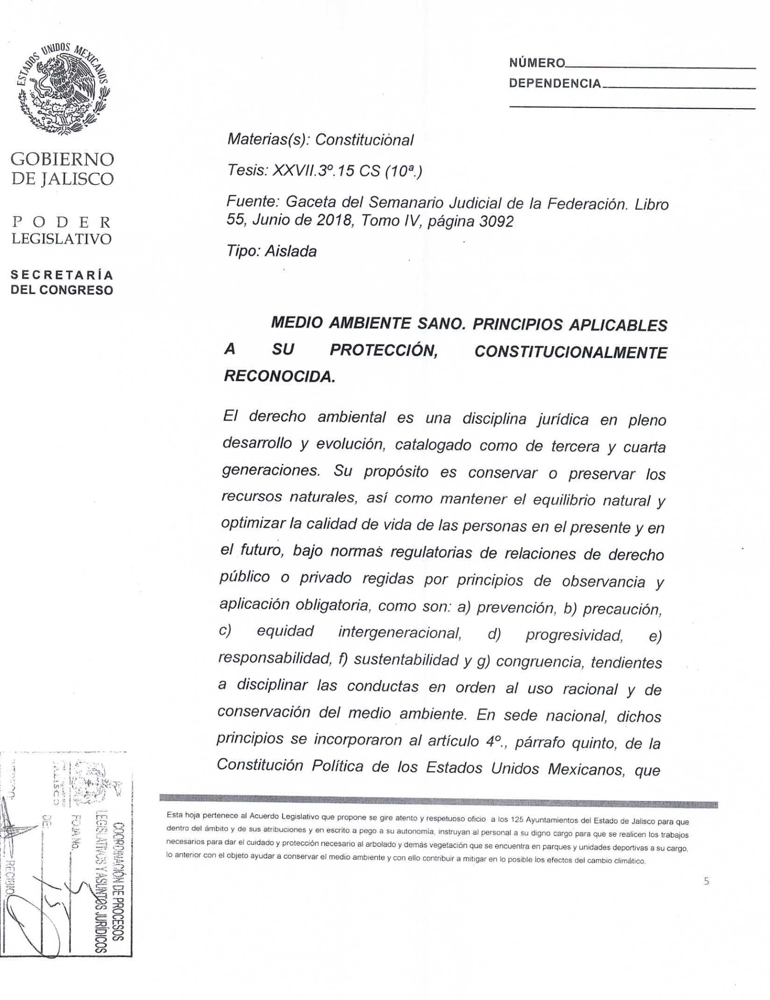 ESTADOS UNIDOS MEXICANOS
GOBIERNO
DE JALISCO
PODER
LEGISLATIVO
SECRETARÍA
DEL CONGRESO
NÚMERO
DEPENDENCIA
Materias(s): Constitucional
Tesis: XXVII.3º.15 CS (10ª.)
Fuente: Gaceta del Semanario Judicial de la Federación. Libro
55, Junio de 2018, Tomo IV, página 3092
Tipo: Aislada
MEDIO AMBIENTE SANO. PRINCIPIOS APLICABLES
A SU PROTECCIÓN, CONSTITUCIONALMENTE
RECONOCIDA.
El derecho ambiental es una disciplina jurídica en pleno
desarrollo y evolución, catalogado como de tercera y cuarta
generaciones. Su propósito es conservar o preservar los
recursos naturales, así como mantener el equilibrio natural y
optimizar la calidad de vida de las personas en el presente y en
el futuro, bajo normas regulatorias de relaciones de derecho
público o privado regidas por principios de observancia y
aplicación obligatoria, como son: a) prevención, b) precaución,
c) equidad intergeneracional, d) progresividad, e)
responsabilidad, f) sustentabilidad y g) congruencia, tendientes
a disciplinar las conductas en orden al uso racional y de
conservación del medio ambiente. En sede nacional, dichos
principios se incorporaron al artículo 4º., párrafo quinto, de la
Constitución Política de los Estados Unidos Mexicanos, que
Esta hoja pertenece al Acuerdo Legislativo que propone se gire atento y respetuoso oficio a los 125 Ayuntamientos del Estado de Jalisco para que
dentro del ámbito y de sus atribuciones y en escrito a pego a su autonomía, instruyan al personal a su digno cargo para que se realicen los trabajos
necesarios para dar el cuidado y protección necesario al arbolado y demás vegetación que se encuentra en parques y unidades deportivas a su cargo,
lo anterior con el objeto ayudar a conservar el medio ambiente y con ello contribuir a mitigar en lo posible los efectos del cambio climático.
5
COORDINACIÓN DE PROCESOS
LEGISLATIVOS Y ASUNTOS JURÍDICOS
FOJA No. 5
DE: 15
RECIBIO:
JALISCO